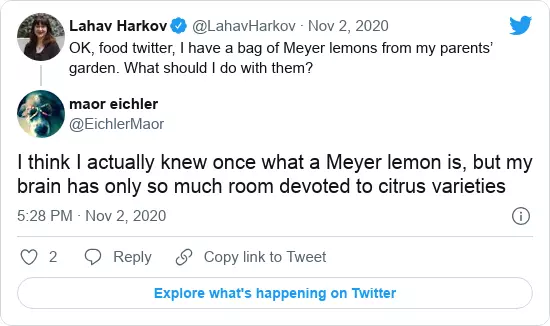 Lahav Harkov @LahavHarkov · Nov 2, 2020
OK, food twitter, I have a bag of Meyer lemons from my parents’
garden. What should I do with them?
maor eichler
@EichlerMaor
I think I actually knew once what a Meyer lemon is, but my
brain has only so much room devoted to citrus varieties
5:28 PM · Nov 2, 2020
2 Reply Copy link to Tweet
Explore what's happening on Twitter